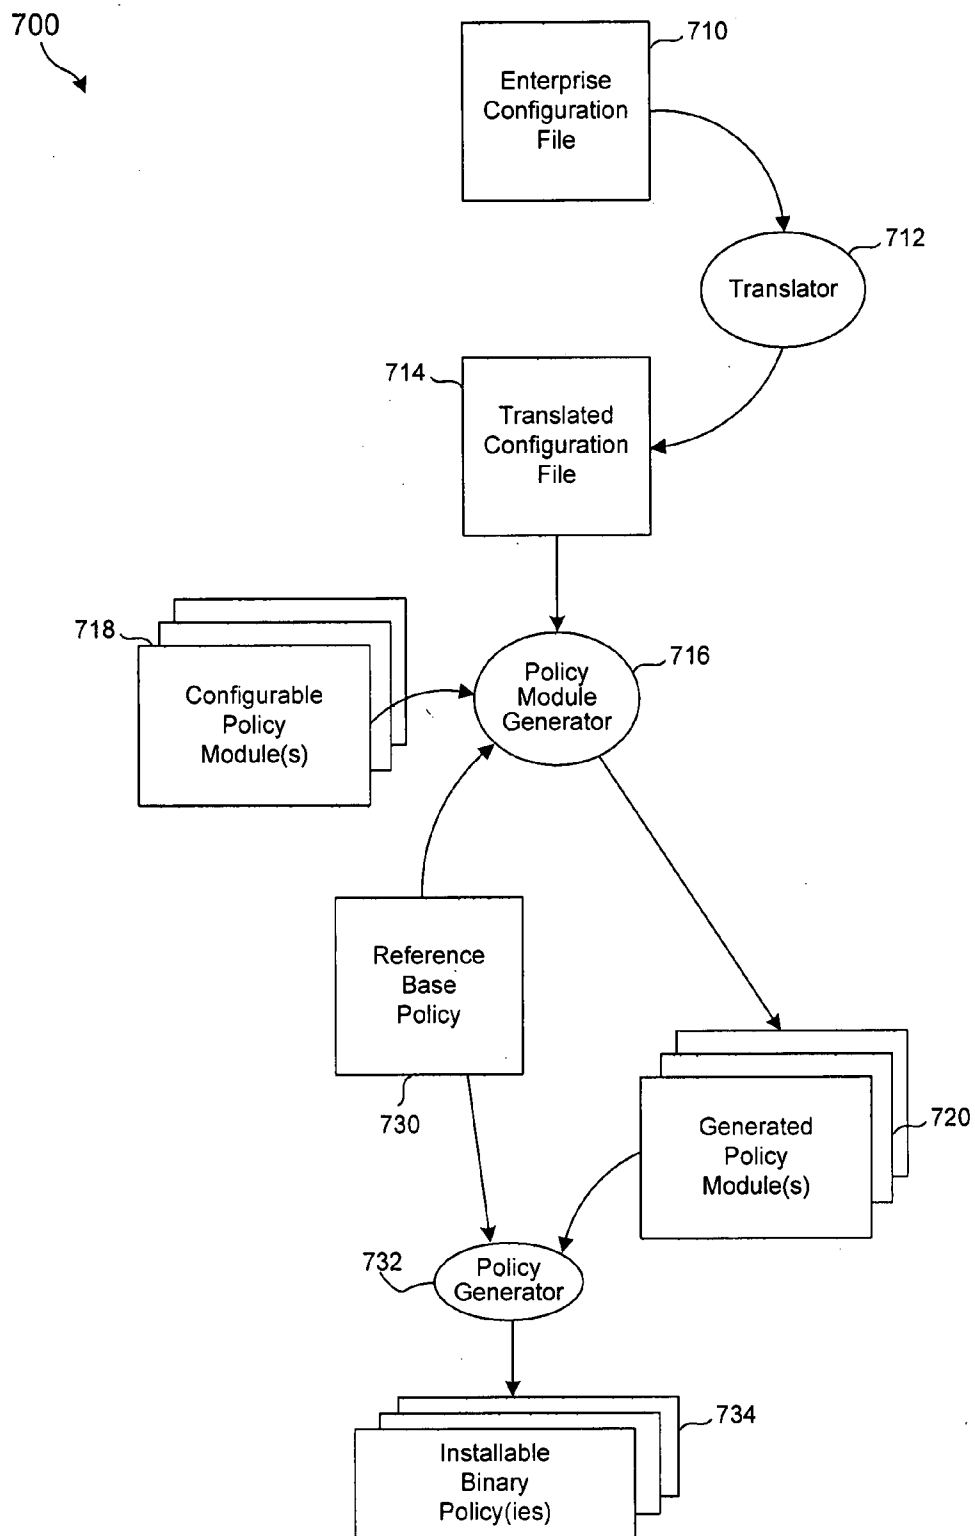 700
710
Enterprise
Configuration
File
712
Translator
714
Translated
Configuration
File
718
Configurable
Policy
Module(s)
716
Policy
Module
Generator
Reference
Base
Policy
730
720
Generated
Policy
Module(s)
732
Policy
Generator
734
Installable
Binary
Policy(ies)